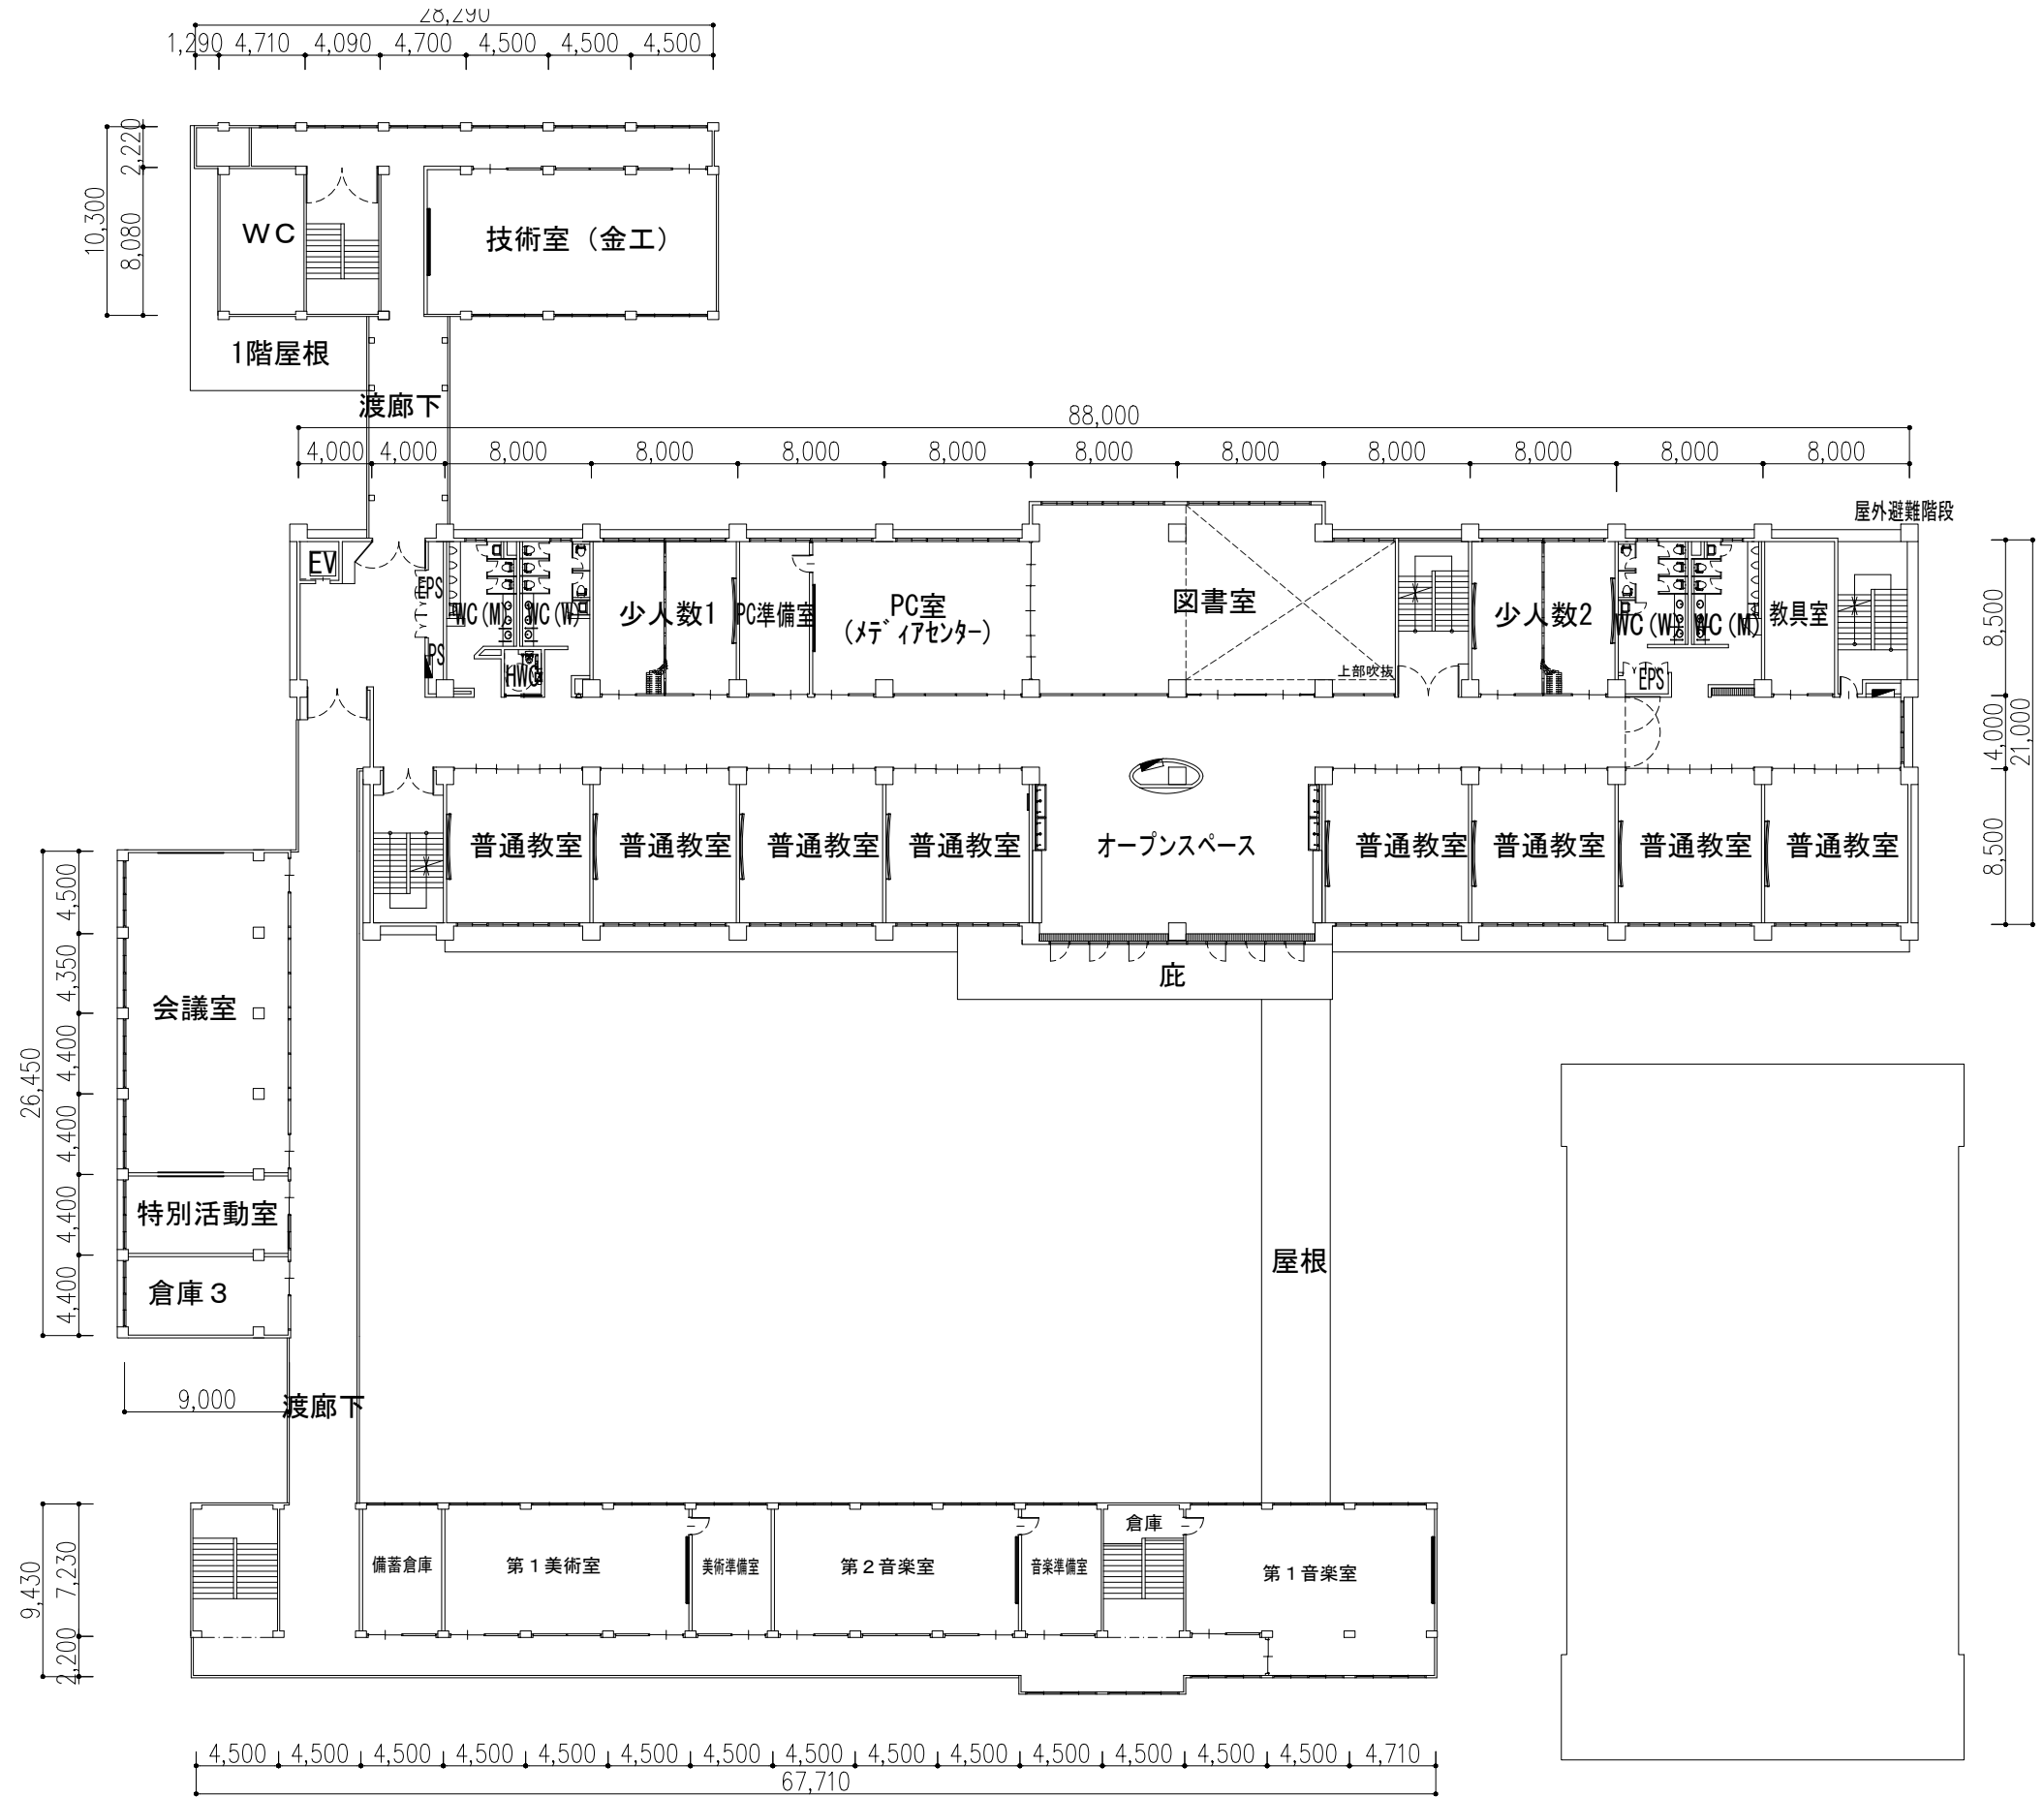 28,290
1,290 4,710 4,090 4,700 4,500 4,500 4,500
2,220
10,300
8,080
WC
技術室（金工）
1階屋根
渡廊下
88,000
4,000 4,000 8,000 8,000 8,000 8,000 8,000 8,000 8,000 8,000 8,000 8,000
屋外避難階段
EV
EPS
PS
WC(M)
WC(W)
HWC
少人数1
PC準備室
PC室
(メディアセンター)
図書室
上部吹抜
少人数2
WC(W)
WC(M)
EPS
教具室
8,500
4,000
21,000
8,500
普通教室 普通教室 普通教室 普通教室 オープンスペース 普通教室 普通教室 普通教室 普通教室
庇
4,500
4,350
4,400
4,400
4,400
4,400
26,450
会議室
特別活動室
倉庫３
屋根
9,000
渡廊下
9,430
7,230
2,200
備蓄倉庫
第１美術室
美術準備室
第２音楽室
音楽準備室
倉庫
第１音楽室
4,500 4,500 4,500 4,500 4,500 4,500 4,500 4,500 4,500 4,500 4,500 4,500 4,500 4,500 4,710
67,710